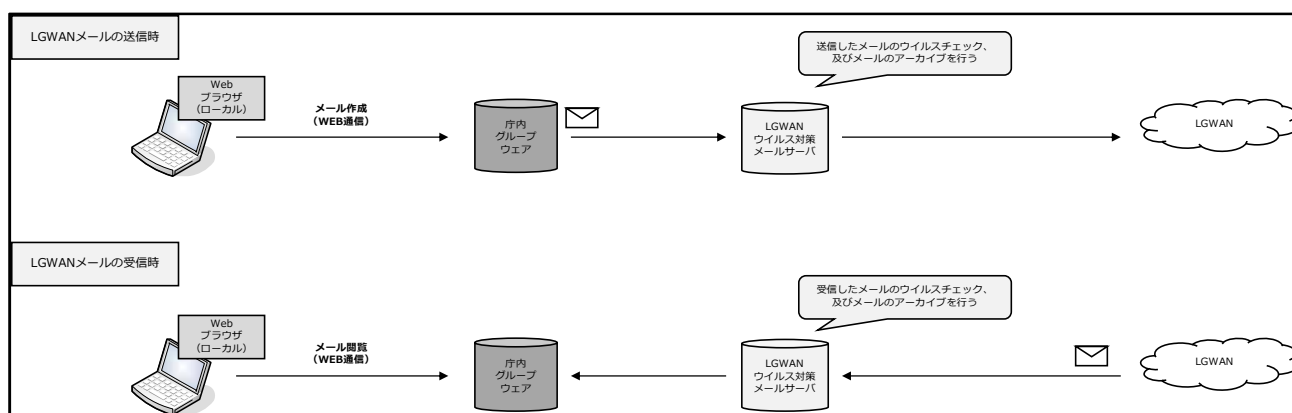 LGWANメールの送信時
送信したメールのウイルスチェック、
及びメールのアーカイブを行う
Web
ブラウザ
(ローカル)
メール作成
(WEB通信)
庁内
グループ
ウェア
LGWAN
ウイルス対策
メールサーバ
LGWAN
LGWANメールの受信時
受信したメールのウイルスチェック、
及びメールのアーカイブを行う
Web
ブラウザ
(ローカル)
メール閲覧
(WEB通信)
庁内
グループ
ウェア
LGWAN
ウイルス対策
メールサーバ
LGWAN